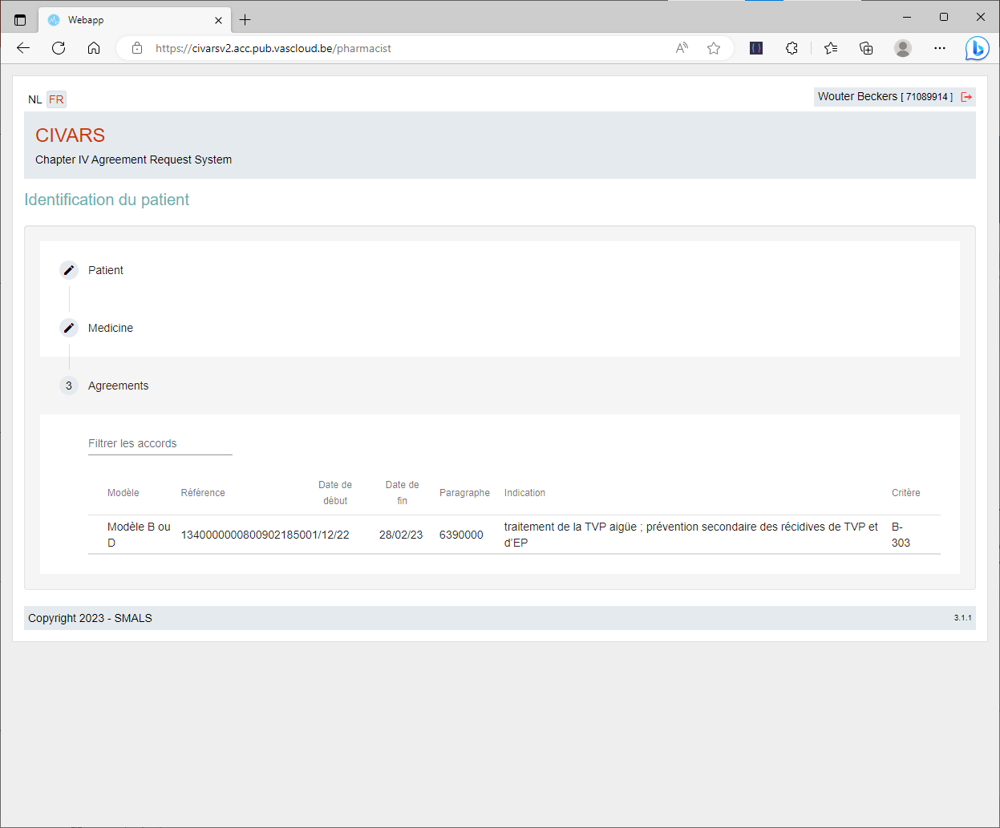 Webapp
https://civarsv2.acc.pub.vascloud.be/pharmacist
NL FR
Wouter Beckers [ 71089914 ]
CIVARS
Chapter IV Agreement Request System
Identification du patient
Patient
Medicine
3 Agreements
Filtrer les accords
Modèle Référence Date de début Date de fin Paragraphe Indication Critère
Modèle B ou D 1340000000800902185001/12/22 28/02/23 6390000 traitement de la TVP aigüe ; prévention secondaire des récidives de TVP et d’EP B-303
Copyright 2023 - SMALS
3.1.1